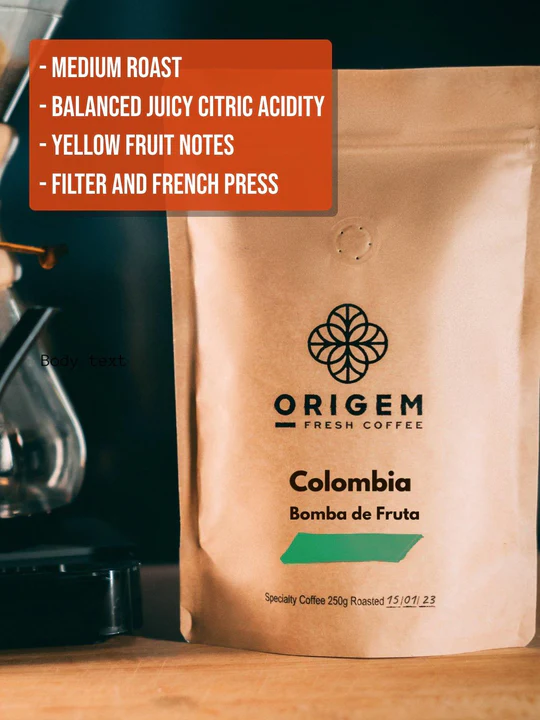 - MEDIUM ROAST
- BALANCED JUICY CITRIC ACIDITY
- YELLOW FRUIT NOTES
- FILTER AND FRENCH PRESS
Body text
ORIGEM
FRESH COFFEE
Colombia
Bomba de Fruta
Specialty Coffee 250g Roasted 15/01/23